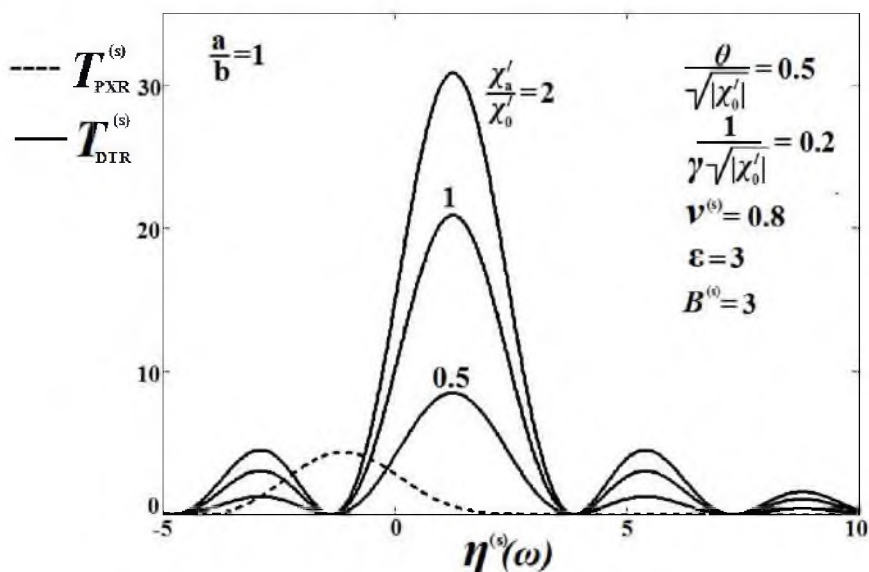 T_PXR^(s)
T_DTR^(s)
a/b=1
χ'_a/χ'_0=2
1
0.5
θ/√|χ'_0|=0.5
1/γ√|χ'_0|=0.2
ν^(s)=0.8
ε=3
B^(s)=3
30
20
10
0
-5
0
5
10
η^(s)(ω)